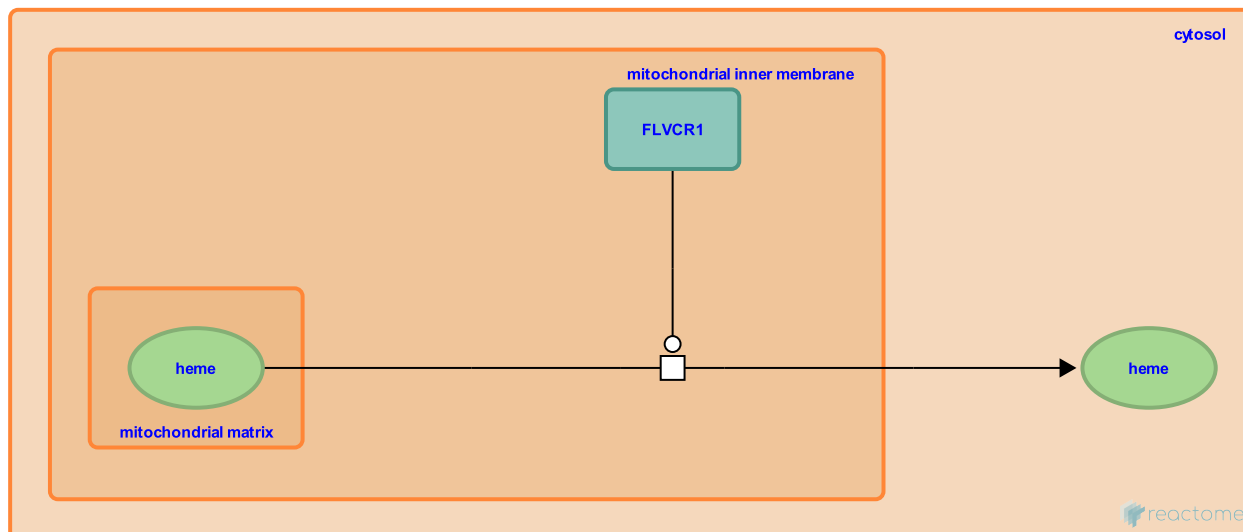 cytosol
mitochondrial inner membrane
FLVCR1
heme
heme
mitochondrial matrix
reactome